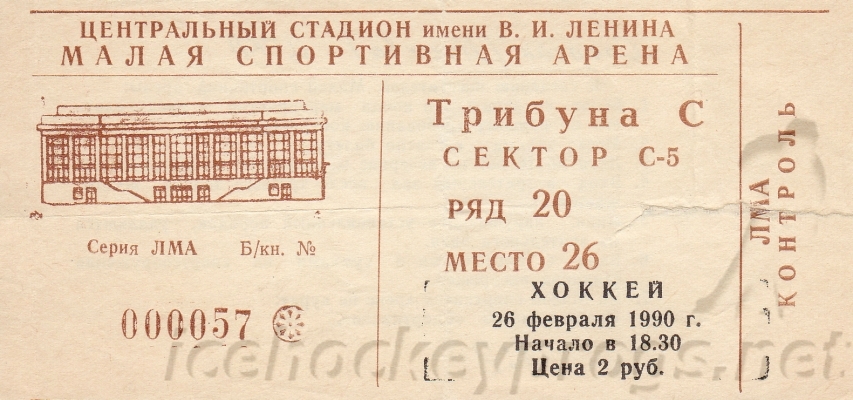 ЦЕНТРАЛЬНЫЙ СТАДИОН имени В. И. ЛЕНИНА
МАЛАЯ СПОРТИВНАЯ АРЕНА
Трибуна С
СЕКТОР С-5
РЯД 20
МЕСТО 26
Серия ЛМА Б/кн. №
000057
ХОККЕЙ
26 февраля 1990 г.
Начало в 18.30
Цена 2 руб.
ЛМА
КОНТРОЛЬ
icehockeyprogs.net